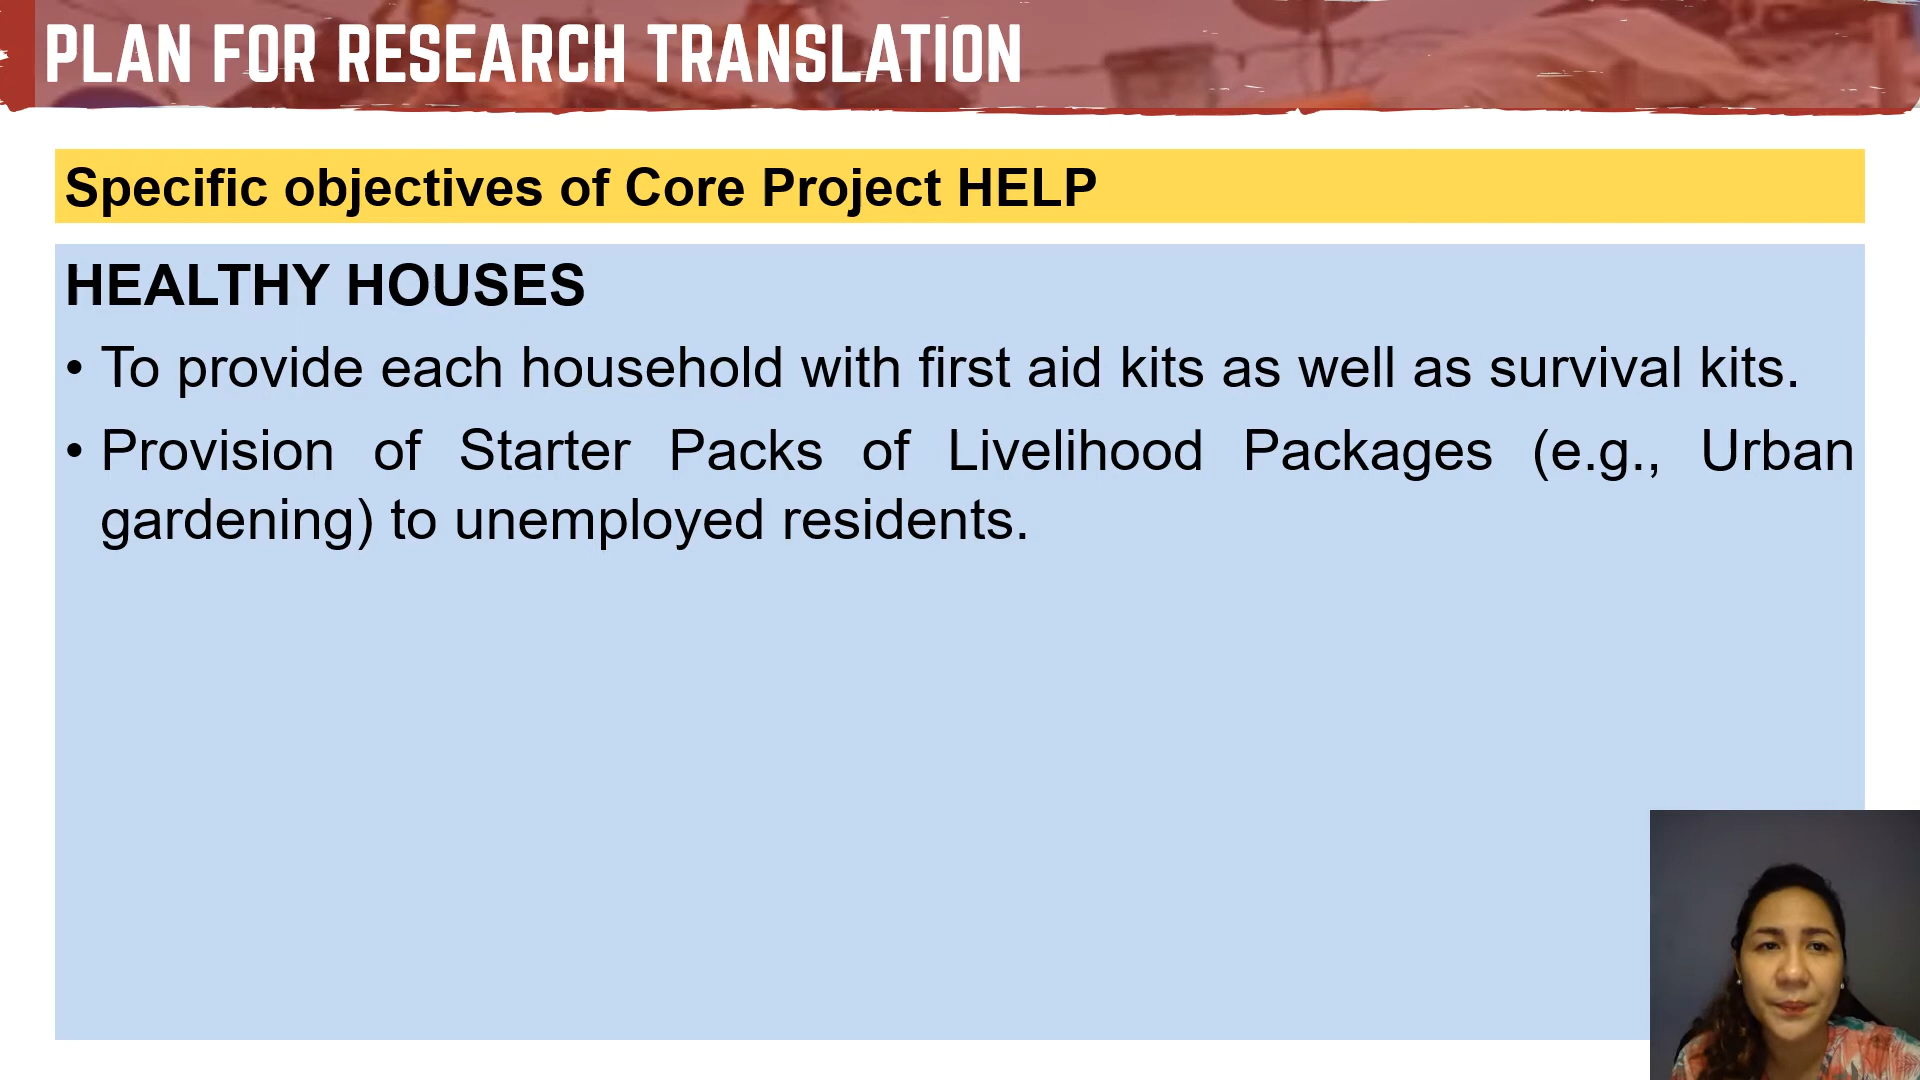 PLAN FOR RESEARCH TRANSLATION
Specific objectives of Core Project HELP
HEALTHY HOUSES
• To provide each household with first aid kits as well as survival kits.
• Provision of Starter Packs of Livelihood Packages (e.g., Urban
gardening) to unemployed residents.